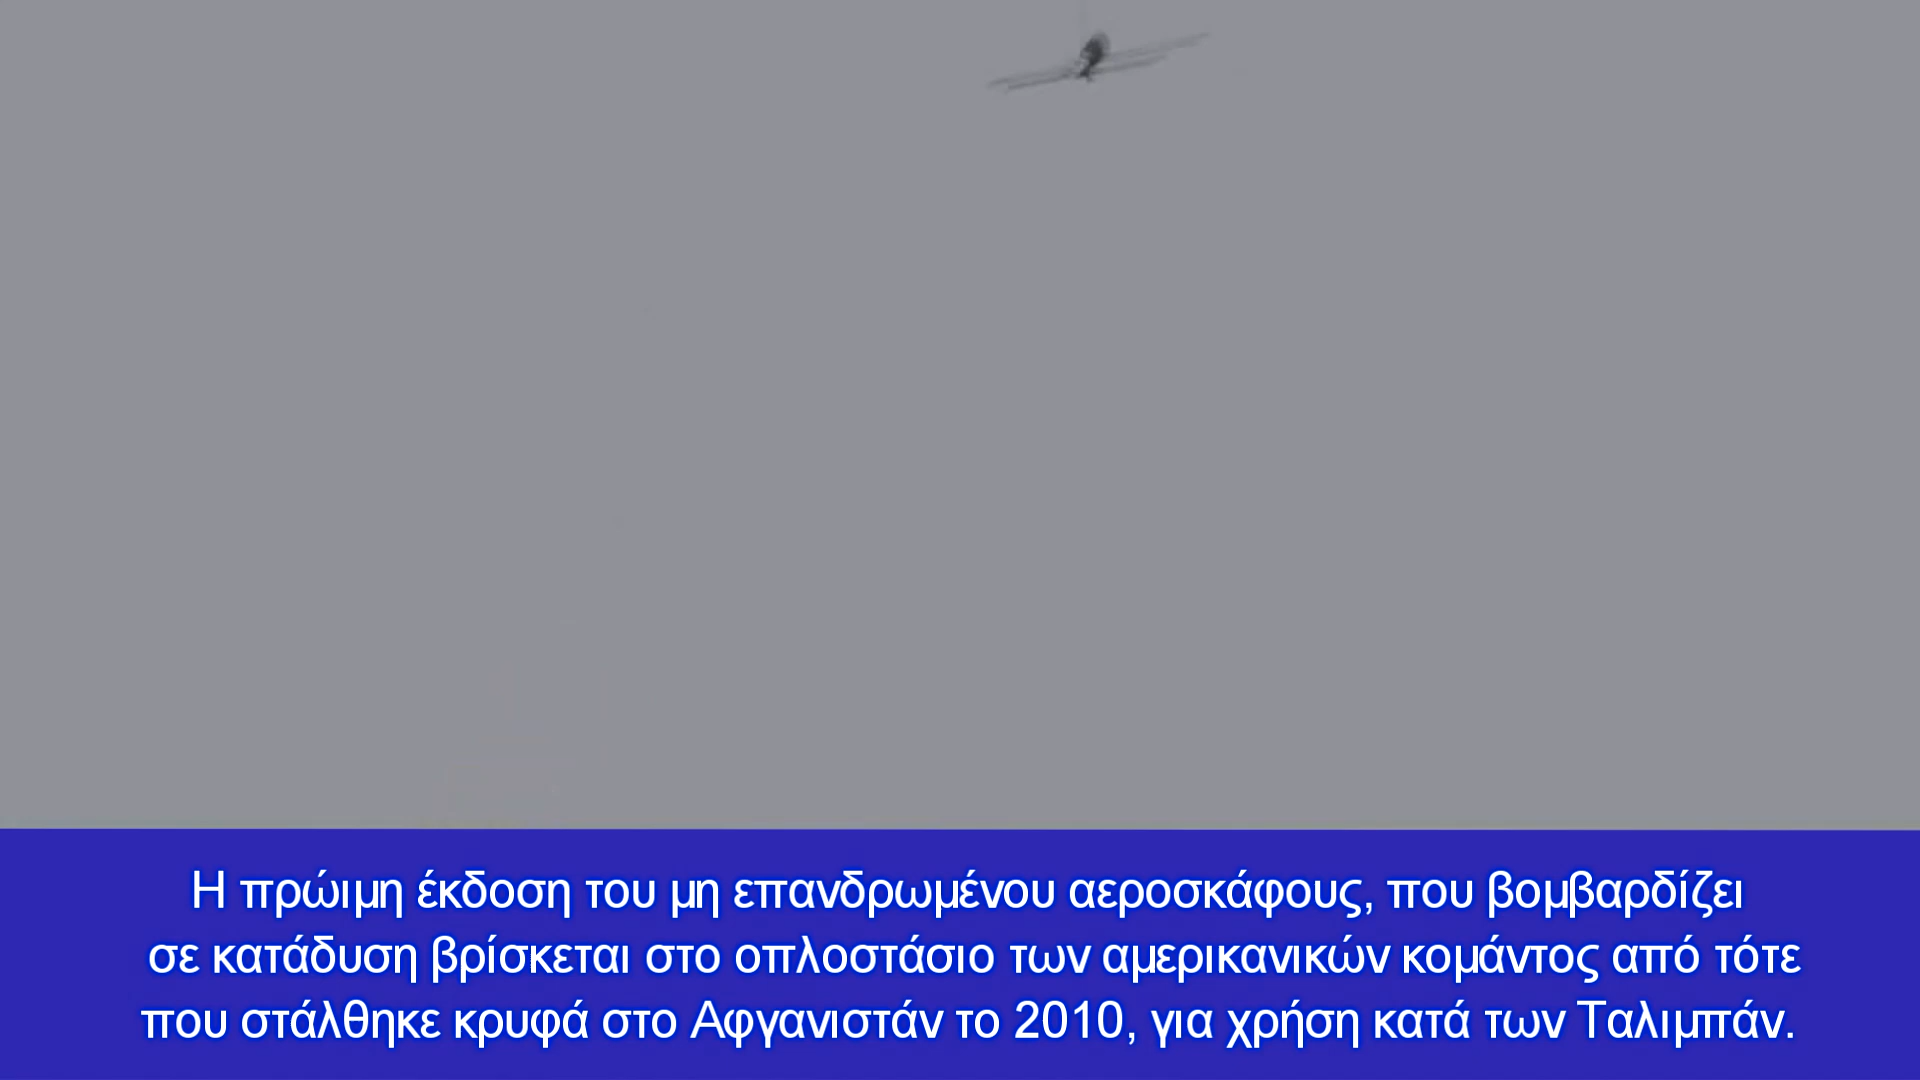 Η πρώιμη έκδοση του μη επανδρωμένου αεροσκάφους, που βομβαρδίζει
σε κατάδυση βρίσκεται στο οπλοστάσιο των αμερικανικών κομάντος από τότε
που στάλθηκε κρυφά στο Αφγανιστάν το 2010, για χρήση κατά των Ταλιμπάν.